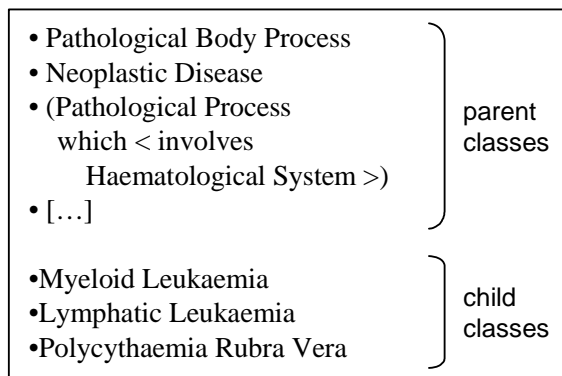 • Pathological Body Process
• Neoplastic Disease
• (Pathological Process
which < involves
Haematological System >)
• […]
parent
classes
•Myeloid Leukaemia
•Lymphatic Leukaemia
•Polycythaemia Rubra Vera
child
classes